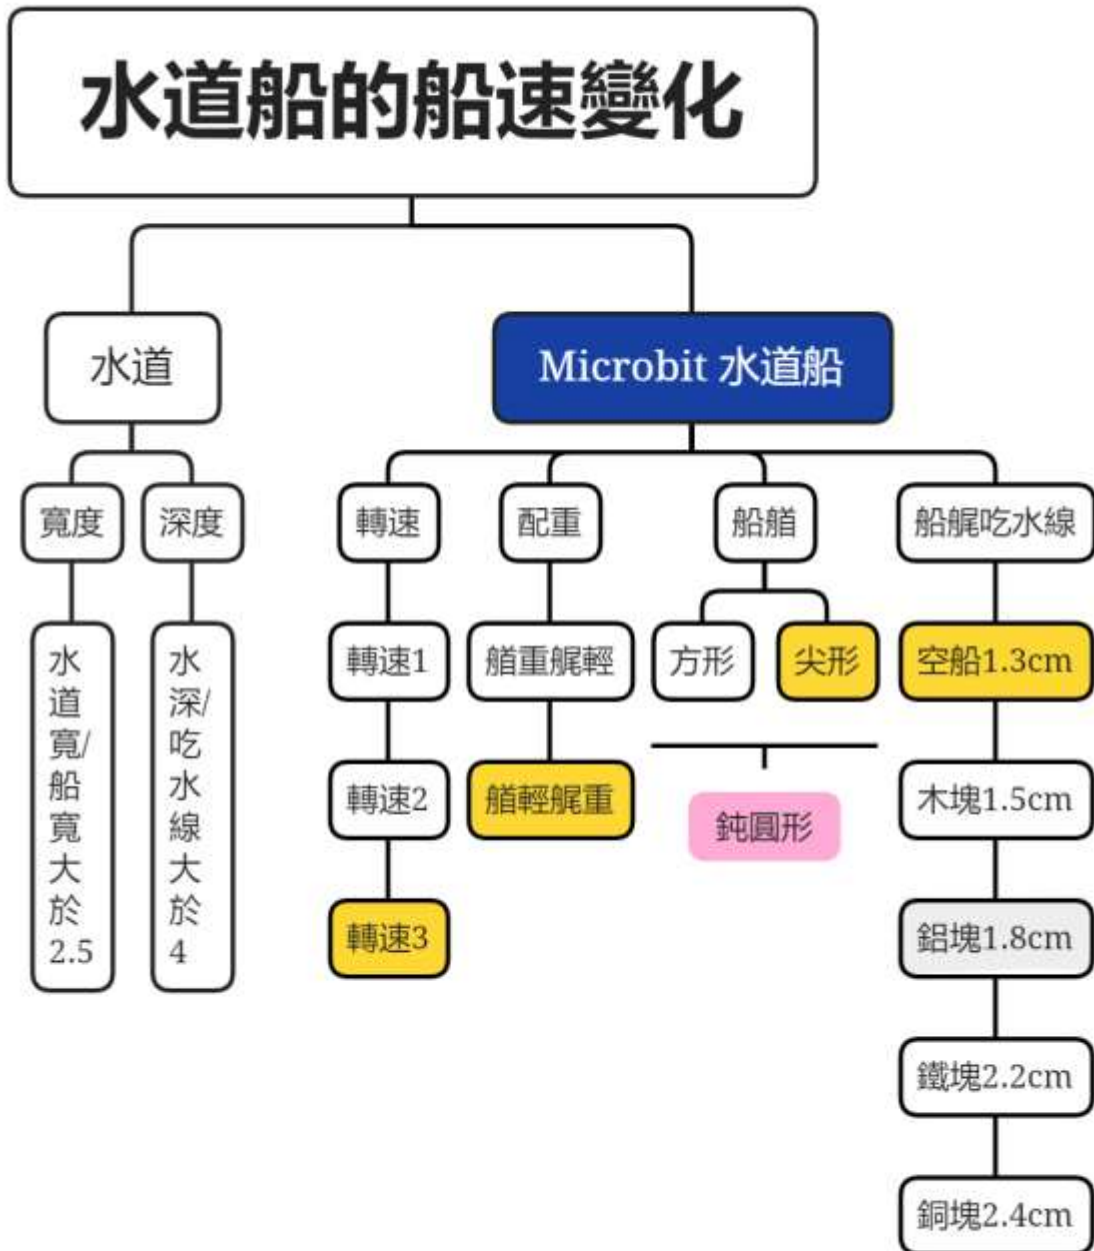 水道船的船速變化
水道
Microbit 水道船
寬度
深度
轉速
配重
船艏
船艉吃水線
水
道
寬/
船
寬
大
於
2.5
水
深/
吃
水
線
大
於
4
轉速1
艏重艉輕
方形
尖形
空船1.3cm
轉速2
艏輕艉重
鈍圓形
木塊1.5cm
轉速3
鋁塊1.8cm
鐵塊2.2cm
銅塊2.4cm